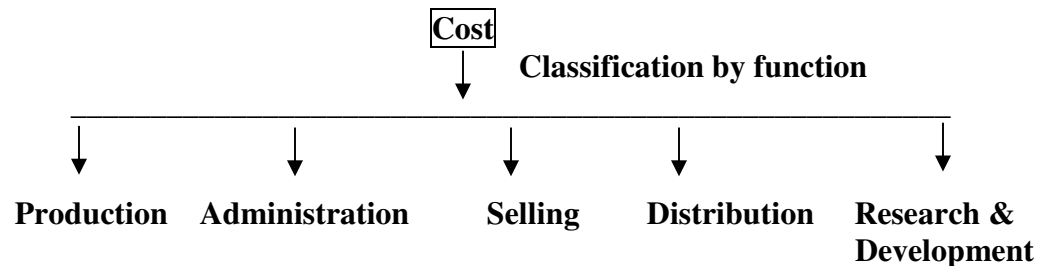 Cost
Classification by function
Production Administration Selling Distribution Research &
Development